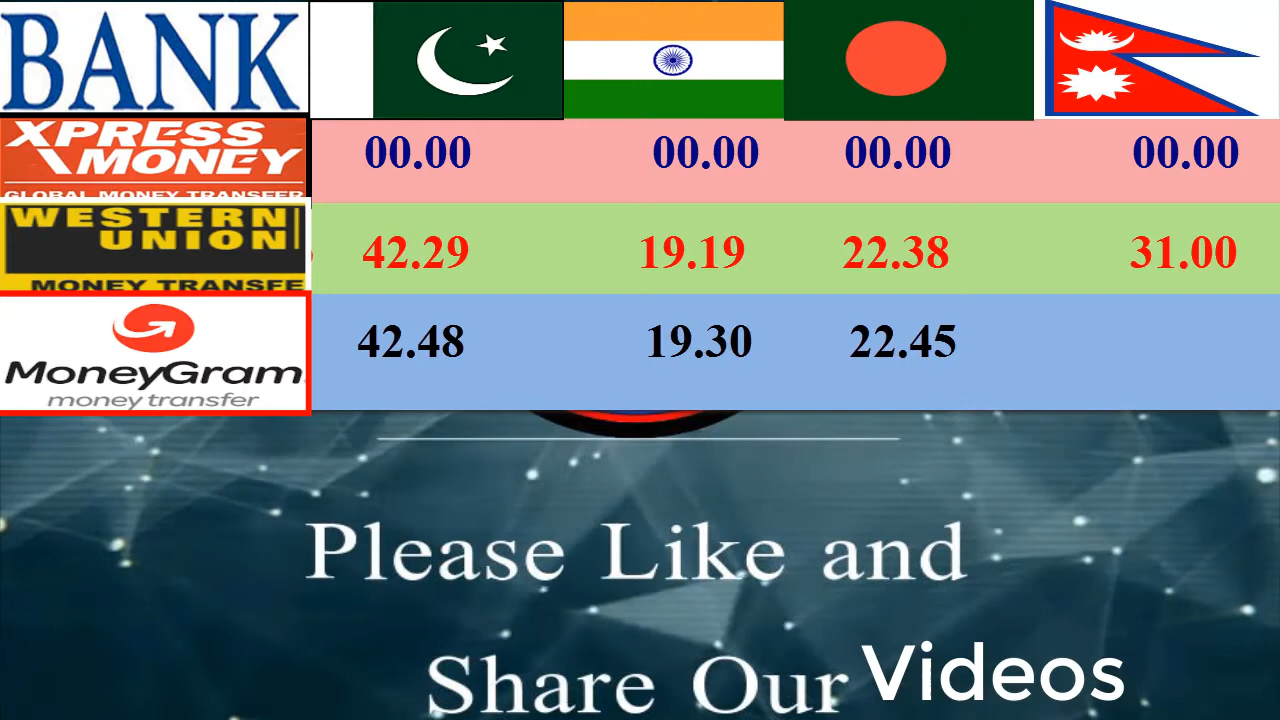 BANK
XPRESS
MONEY
GLOBAL MONEY TRANSFER
00.00 00.00 00.00 00.00
WESTERN
UNION
MONEY TRANSFE
42.29 19.19 22.38 31.00
MoneyGram
money transfer
42.48 19.30 22.45
Please Like and
Share Our Videos